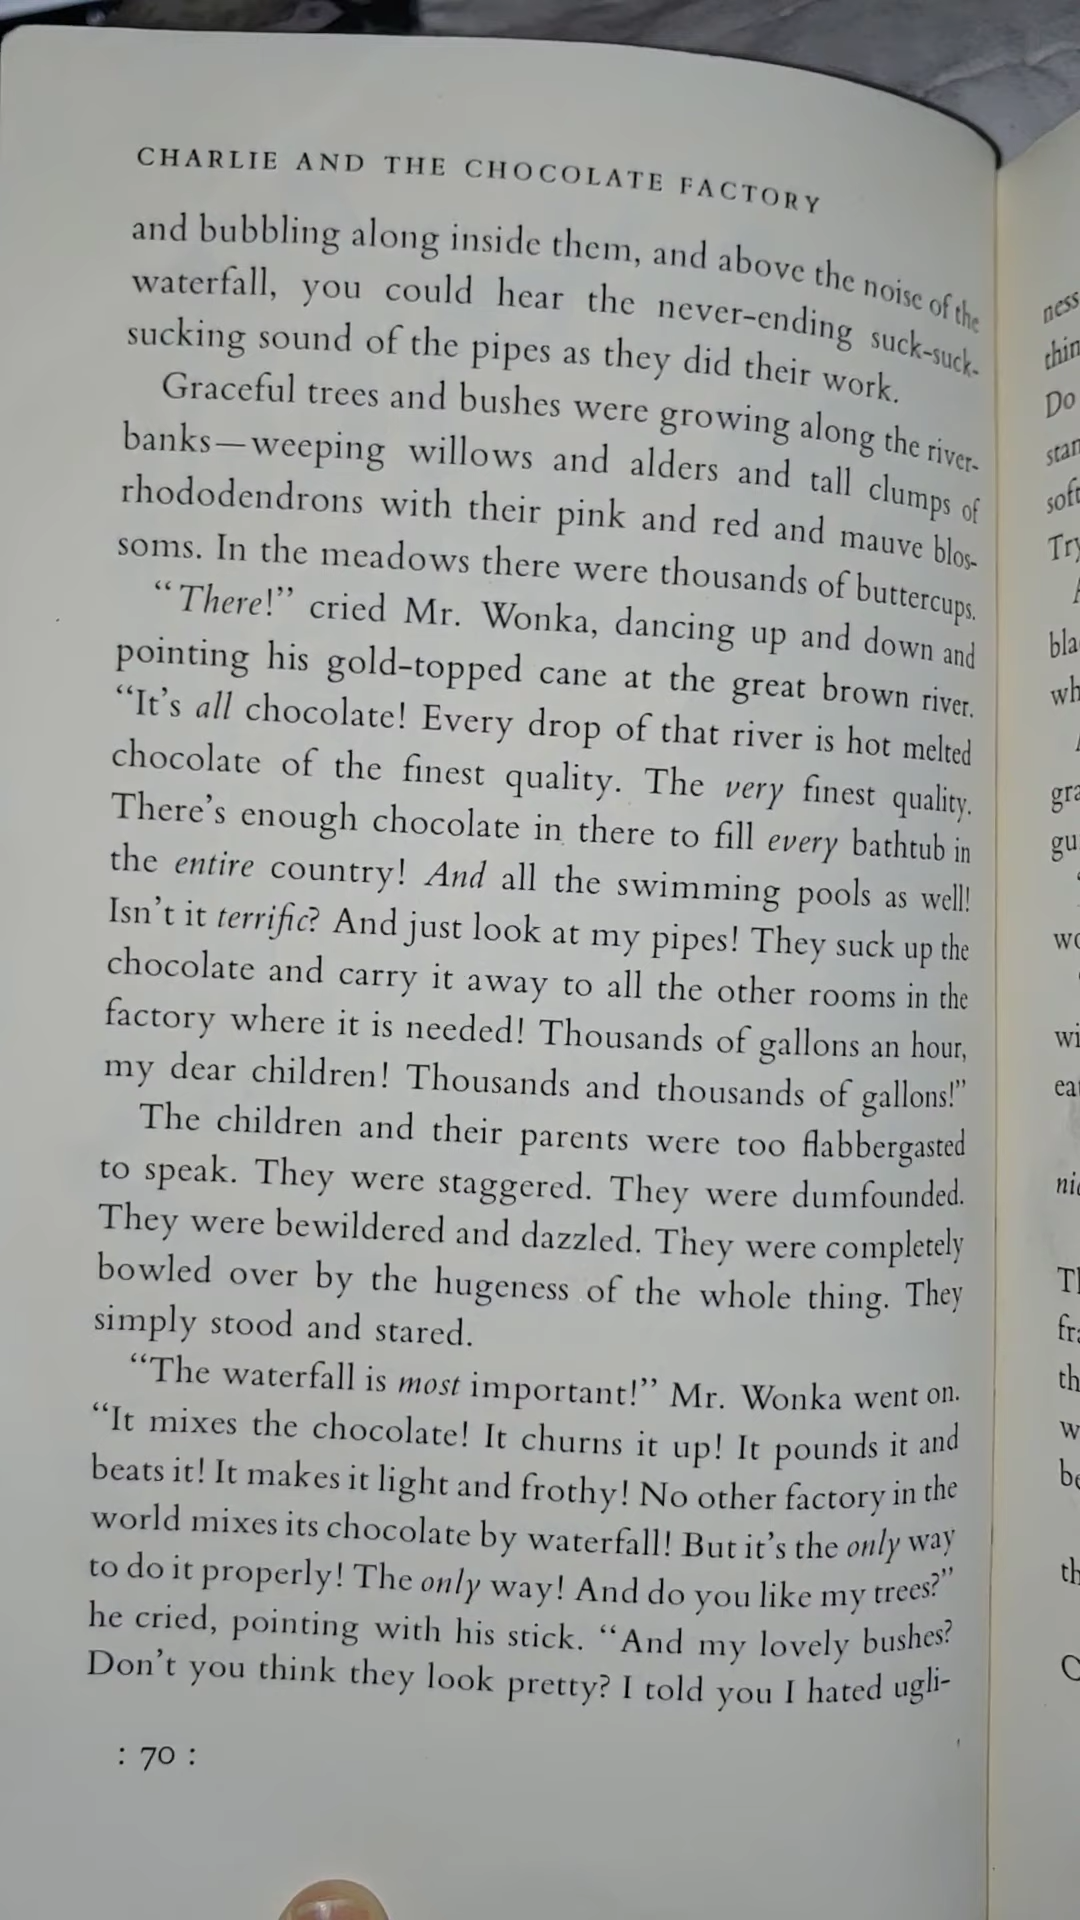 CHARLIE AND THE CHOCOLATE FACTORY
and bubbling along inside them, and above the noise of the
waterfall, you could hear the never-ending suck-suck-
sucking sound of the pipes as they did their work.
Graceful trees and bushes were growing along the river-
banks—weeping willows and alders and tall clumps of
rhododendrons with their pink and red and mauve blos-
soms. In the meadows there were thousands of buttercups.
“There!” cried Mr. Wonka, dancing up and down and
pointing his gold-topped cane at the great brown river.
“It’s all chocolate! Every drop of that river is hot melted
chocolate of the finest quality. The very finest quality.
There’s enough chocolate in there to fill every bathtub in
the entire country! And all the swimming pools as well!
Isn’t it terrific? And just look at my pipes! They suck up the
chocolate and carry it away to all the other rooms in the
factory where it is needed! Thousands of gallons an hour,
my dear children! Thousands and thousands of gallons!”
The children and their parents were too flabbergasted
to speak. They were staggered. They were dumfounded.
They were bewildered and dazzled. They were completely
bowled over by the hugeness of the whole thing. They
simply stood and stared.
“The waterfall is most important!” Mr. Wonka went on.
“It mixes the chocolate! It churns it up! It pounds it and
beats it! It makes it light and frothy! No other factory in the
world mixes its chocolate by waterfall! But it’s the only way
to do it properly! The only way! And do you like my trees?”
he cried, pointing with his stick. “And my lovely bushes?
Don’t you think they look pretty? I told you I hated ugli-
: 70 :
ness
Do
Try